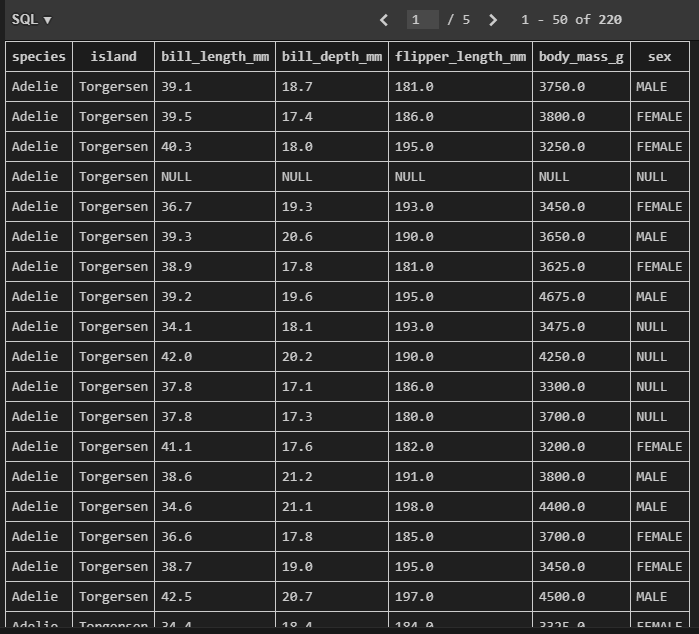 SQL ▼ 1 / 5 1 - 50 of 220
species island bill_length_mm bill_depth_mm flipper_length_mm body_mass_g sex
Adelie Torgersen 39.1 18.7 181.0 3750.0 MALE
Adelie Torgersen 39.5 17.4 186.0 3800.0 FEMALE
Adelie Torgersen 40.3 18.0 195.0 3250.0 FEMALE
Adelie Torgersen NULL NULL NULL NULL NULL
Adelie Torgersen 36.7 19.3 193.0 3450.0 FEMALE
Adelie Torgersen 39.3 20.6 190.0 3650.0 MALE
Adelie Torgersen 38.9 17.8 181.0 3625.0 FEMALE
Adelie Torgersen 39.2 19.6 195.0 4675.0 MALE
Adelie Torgersen 34.1 18.1 193.0 3475.0 NULL
Adelie Torgersen 42.0 20.2 190.0 4250.0 NULL
Adelie Torgersen 37.8 17.1 186.0 3300.0 NULL
Adelie Torgersen 37.8 17.3 180.0 3700.0 NULL
Adelie Torgersen 41.1 17.6 182.0 3200.0 FEMALE
Adelie Torgersen 38.6 21.2 191.0 3800.0 MALE
Adelie Torgersen 34.6 21.1 198.0 4400.0 MALE
Adelie Torgersen 36.6 17.8 185.0 3700.0 FEMALE
Adelie Torgersen 38.7 19.0 195.0 3450.0 FEMALE
Adelie Torgersen 42.5 20.7 197.0 4500.0 MALE
Adelie Torgersen 34.4 18.4 184.0 3325.0 FEMALE